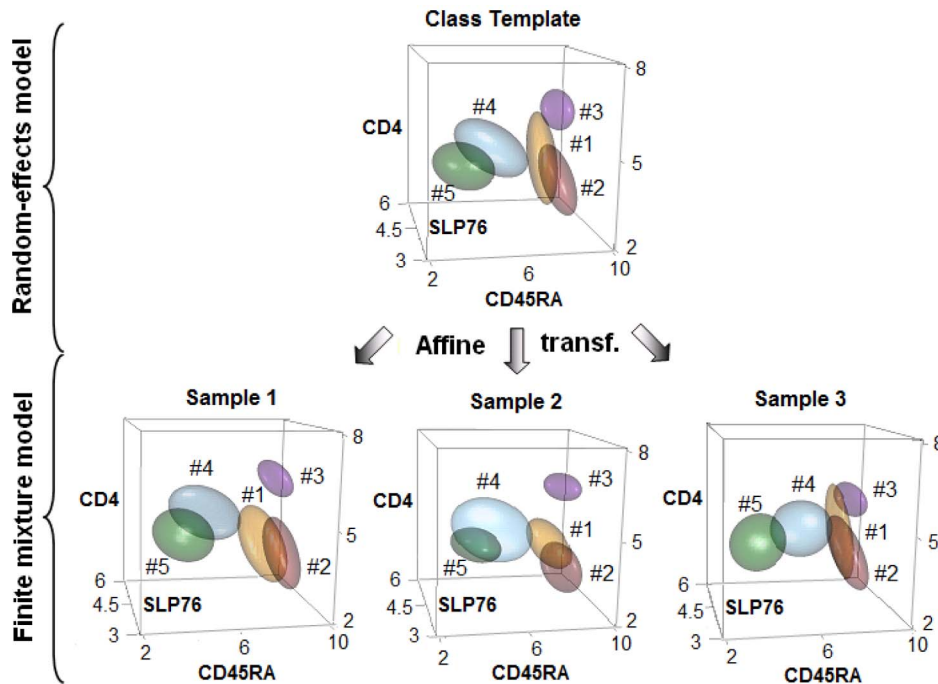 Class Template
Random-effects model
8
#4
#3
CD4
#1
5
#2
#5
6
4.5
SLP76
3
2
6
10
2
CD45RA
Affine transf.
Finite mixture model
Sample 1
8
#4
#1
#3
CD4
5
#5
#2
6
4.5
SLP76
3
2
6
10
2
CD45RA
Sample 2
8
#4
#3
CD4
#1
5
#5
#2
6
4.5
SLP76
3
2
6
10
2
CD45RA
Sample 3
8
#5
#4
#3
CD4
#1
5
#2
6
4.5
SLP76
3
2
6
10
2
CD45RA